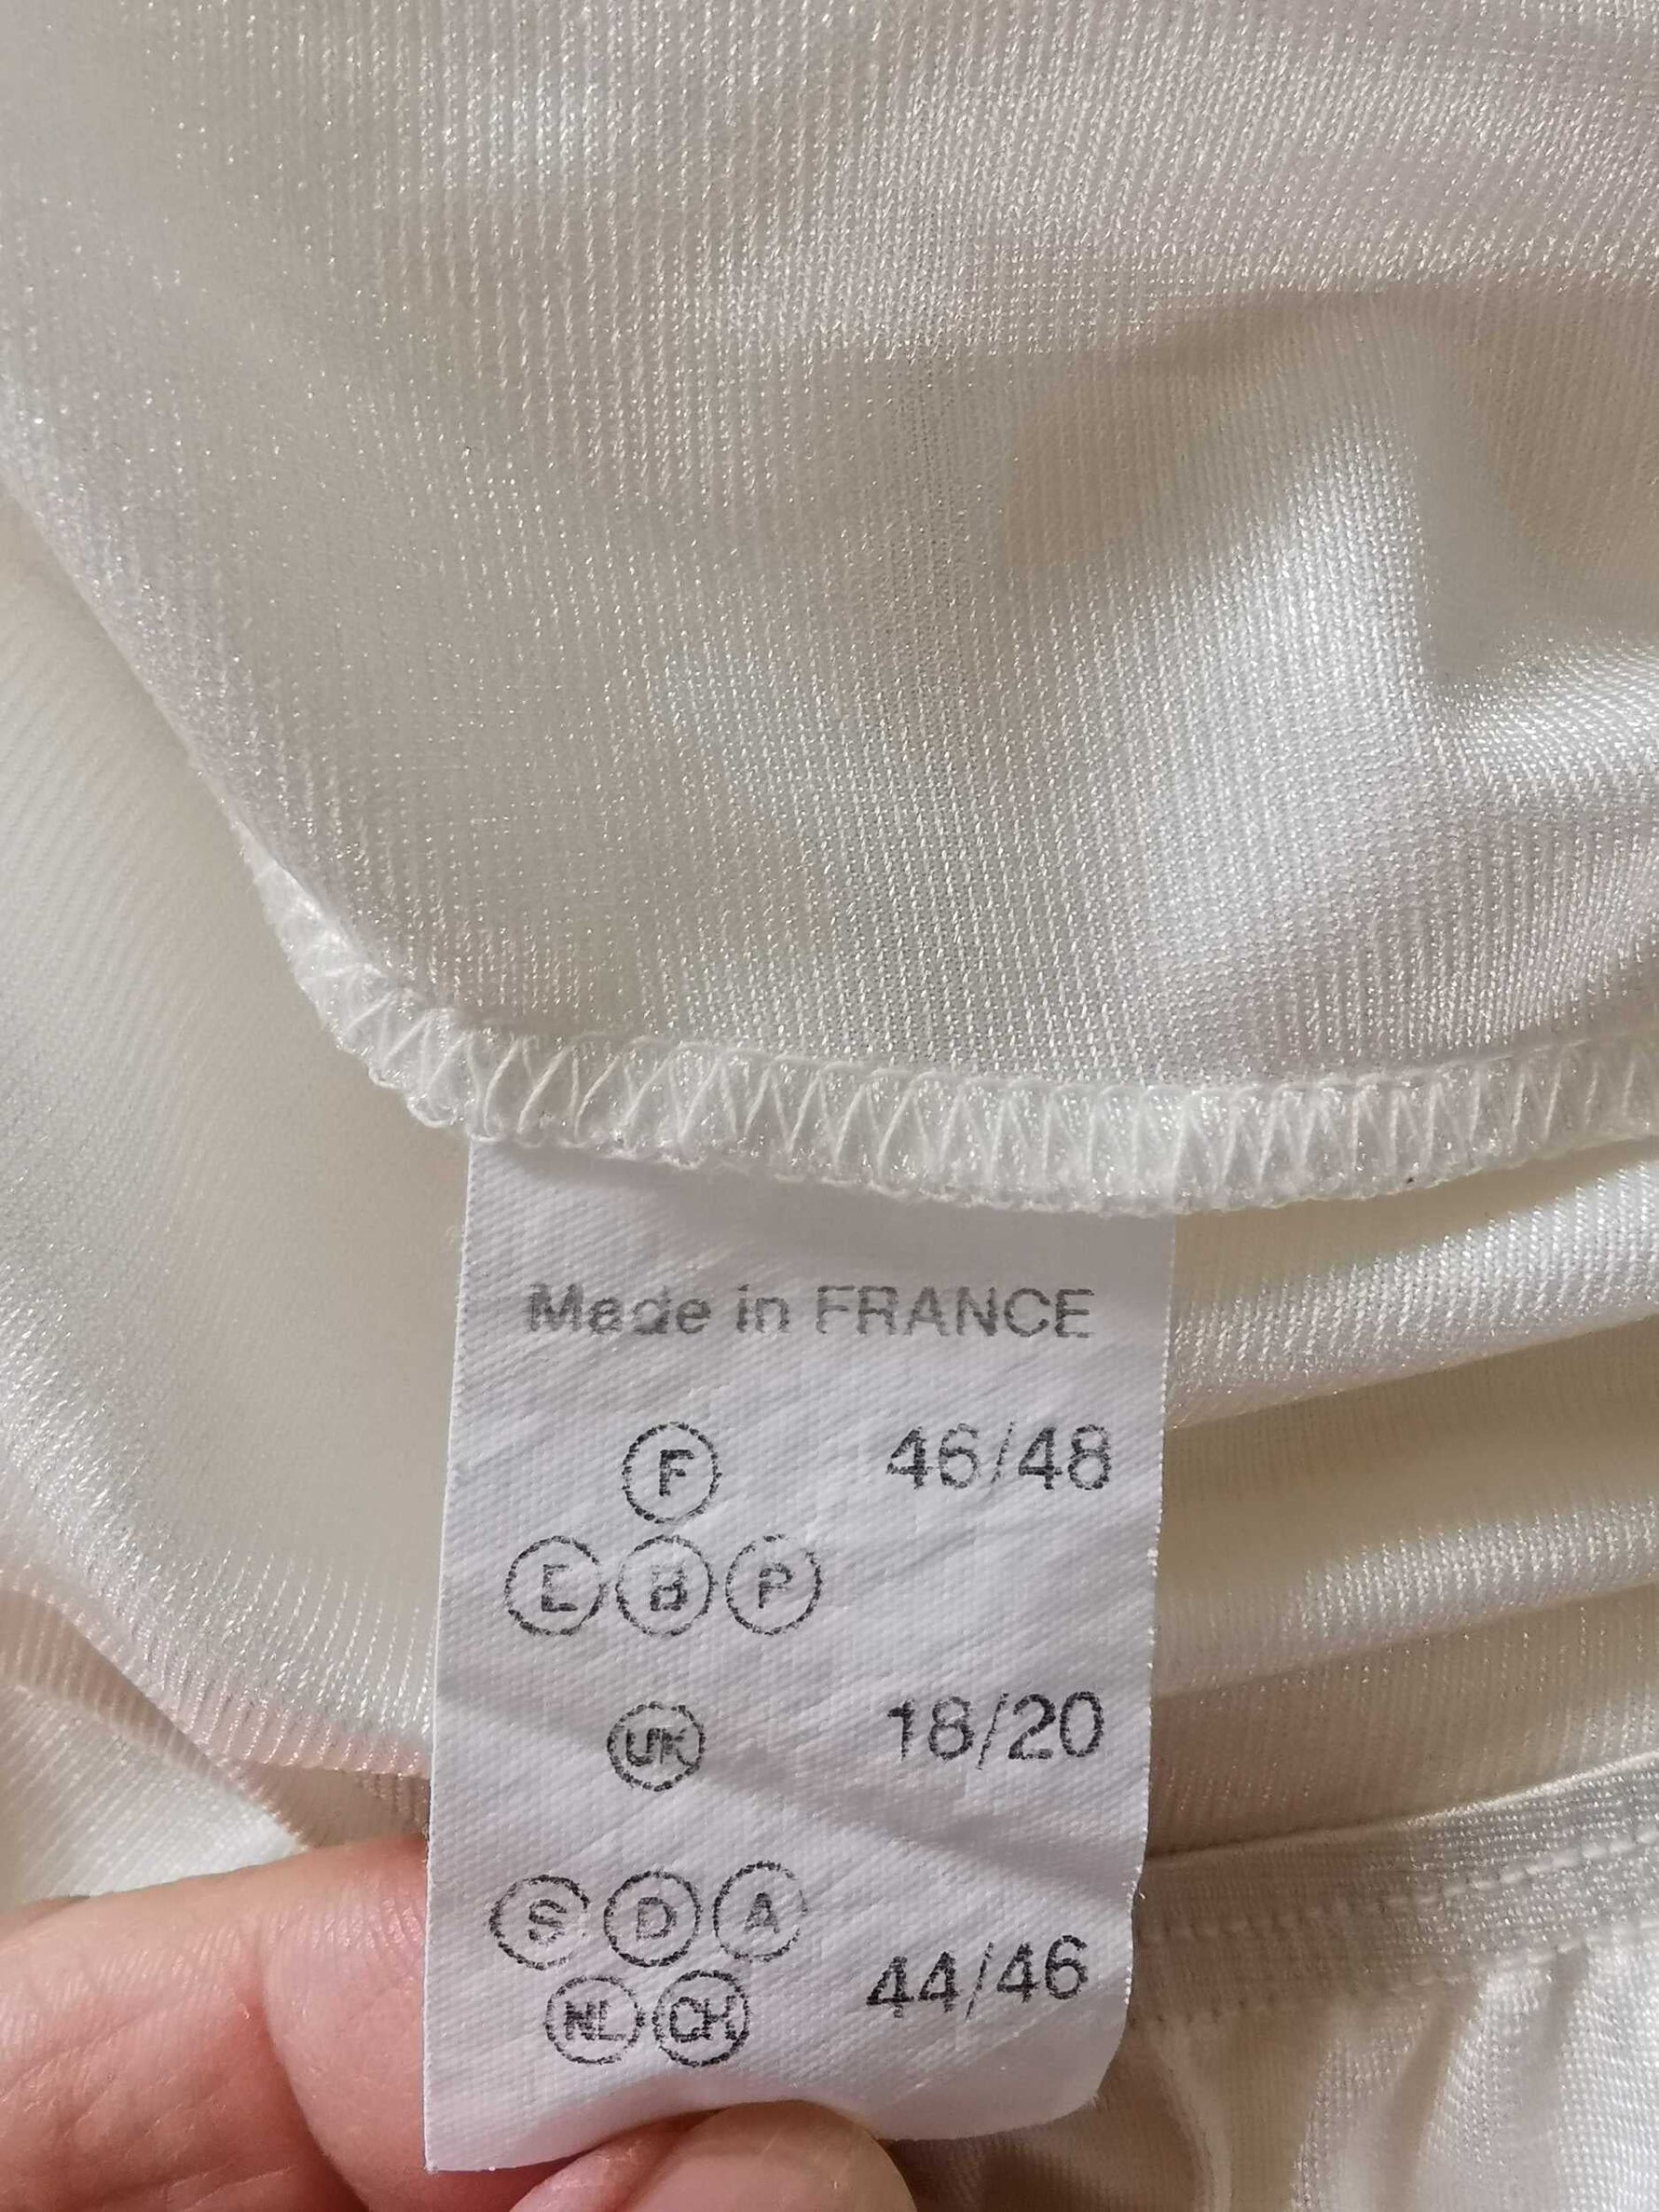 Made in FRANCE
F 46/48
E B P
UK 18/20
S D A
NL CH 44/46